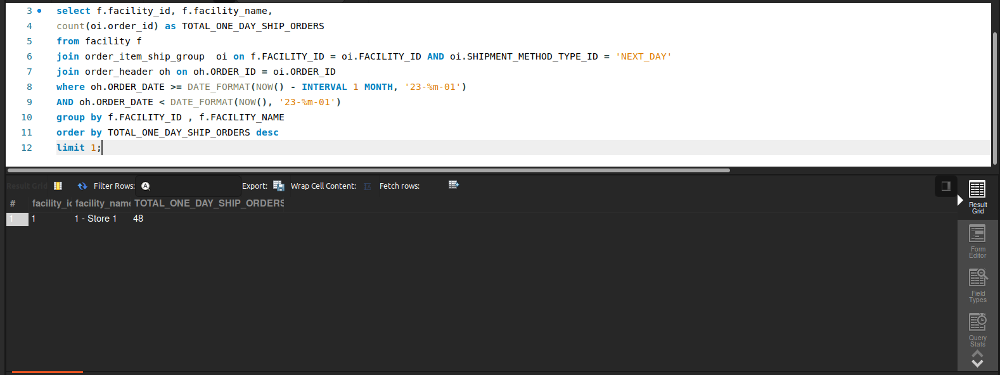 3 select f.facility_id, f.facility_name,
4 count(oi.order_id) as TOTAL_ONE_DAY_SHIP_ORDERS
5 from facility f
6 join order_item_ship_group  oi on f.FACILITY_ID = oi.FACILITY_ID AND oi.SHIPMENT_METHOD_TYPE_ID = 'NEXT_DAY'
7 join order_header oh on oh.ORDER_ID = oi.ORDER_ID
8 where oh.ORDER_DATE >= DATE_FORMAT(NOW() - INTERVAL 1 MONTH, '23-%m-01')
9 AND oh.ORDER_DATE < DATE_FORMAT(NOW(), '23-%m-01')
10 group by f.FACILITY_ID , f.FACILITY_NAME
11 order by TOTAL_ONE_DAY_SHIP_ORDERS desc
12 limit 1;
Result Grid Filter Rows: Export: Wrap Cell Content: Fetch rows:
# facility_id facility_name TOTAL_ONE_DAY_SHIP_ORDERS
1 1 1 - Store 1 48
Result
Grid
Form
Editor
Field
Types
Query
Stats